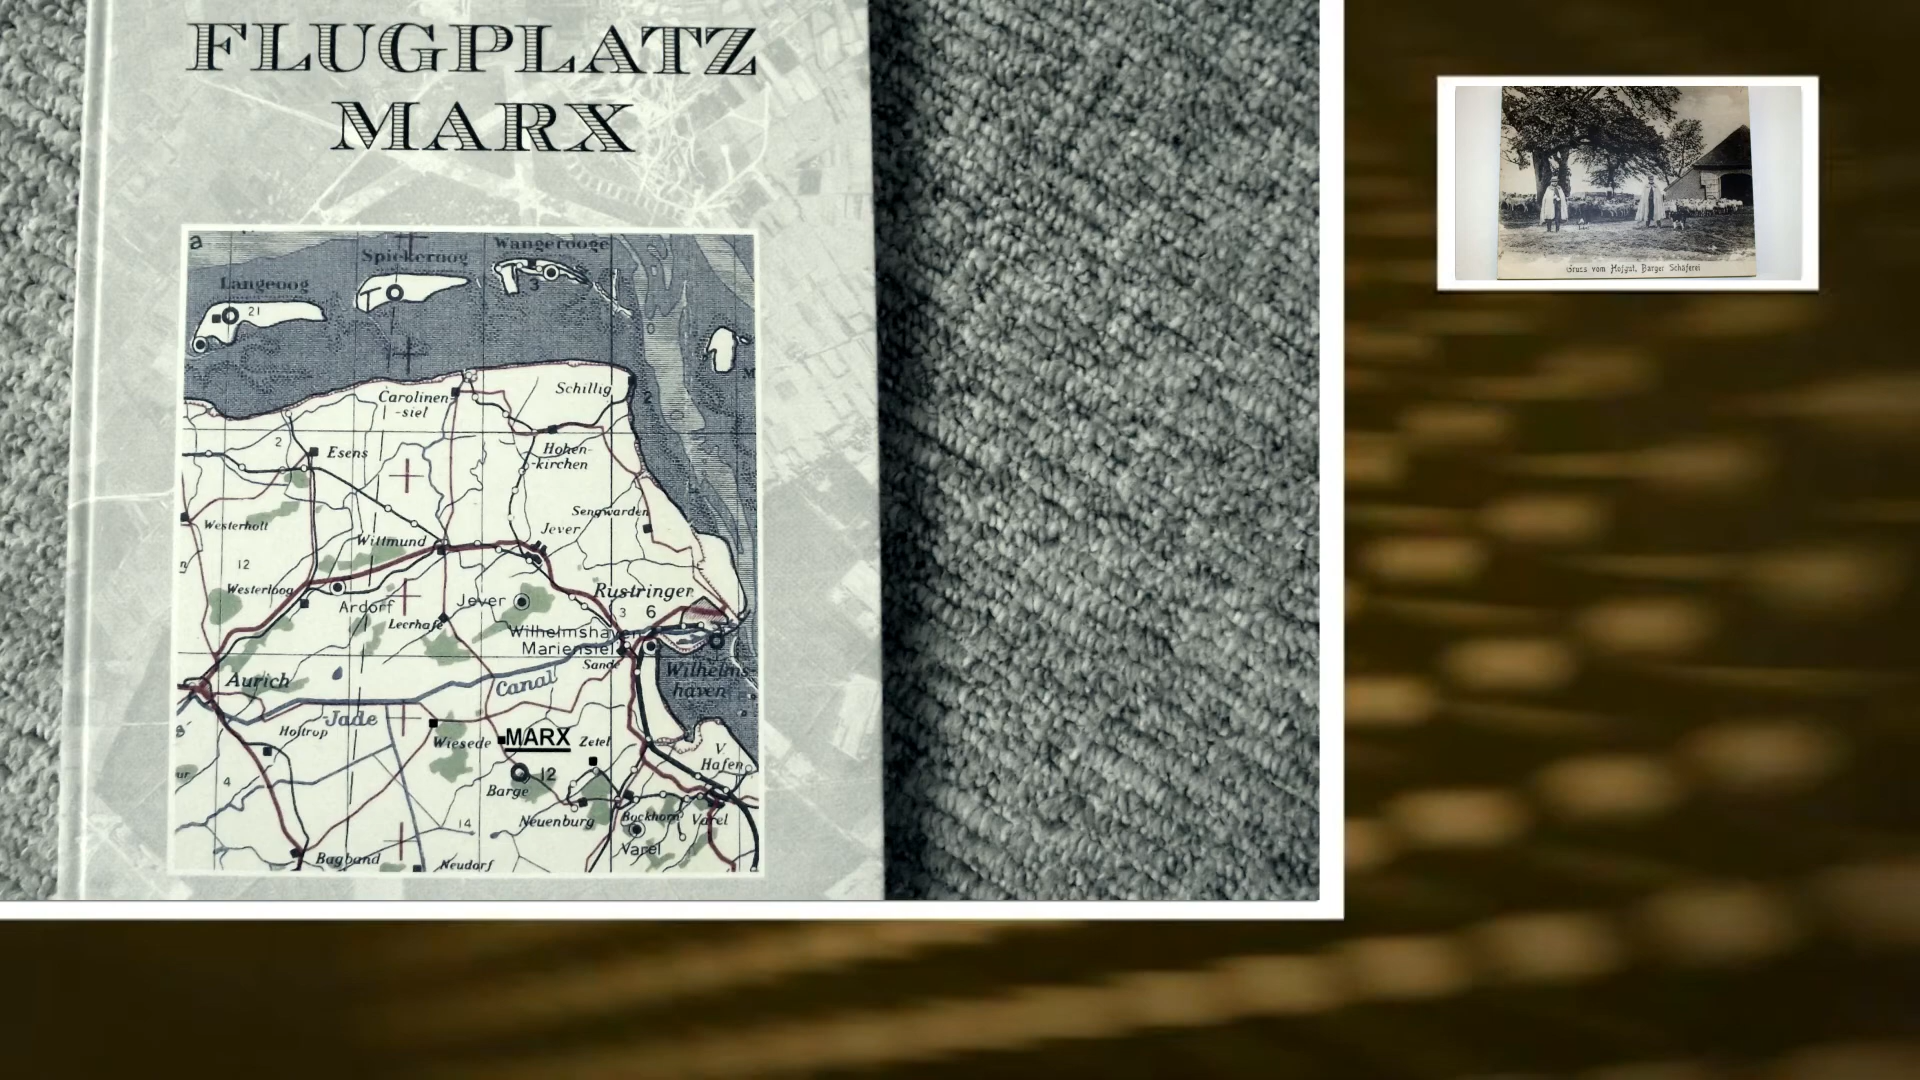 FLUGPLATZ
MARX
a
Wangerooge
Spiekeroog
Langeoog
21
3
Schillig
Carolinen-
-siel
2
2
Esens
Hohen-
-kirchen
Sengwarden
Westerholt
Jever
Wittmund
12
Westerloog
Ardorf
Jever
Rustringer
3
6
Leerhafe
Wilhelmshaven
Mariensiel
Sande
Wilhelms-
haven
Aurich
Canal
Jade
Holtrop
Wiesede
MARX
Zetel
V.
Hafen
4
12
Barge
Neuenburg
Bockhorn
Varel
14
Varel
Bagband
Neudorf
Gruss vom Hofgut, Barger Schäferei